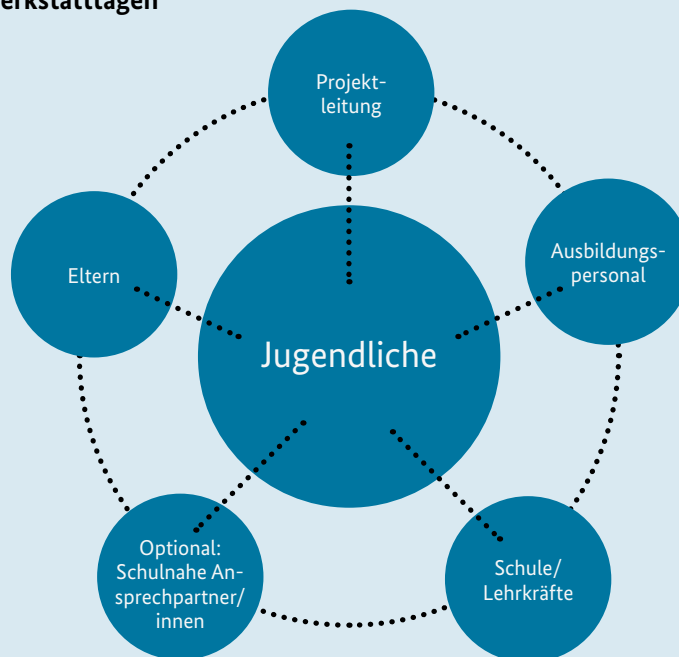 erkstatttagen
Projekt-
leitung
Eltern
Ausbildungs-
personal
Jugendliche
Optional:
Schulnahe An-
sprechpartner/
innen
Schule/
Lehrkräfte